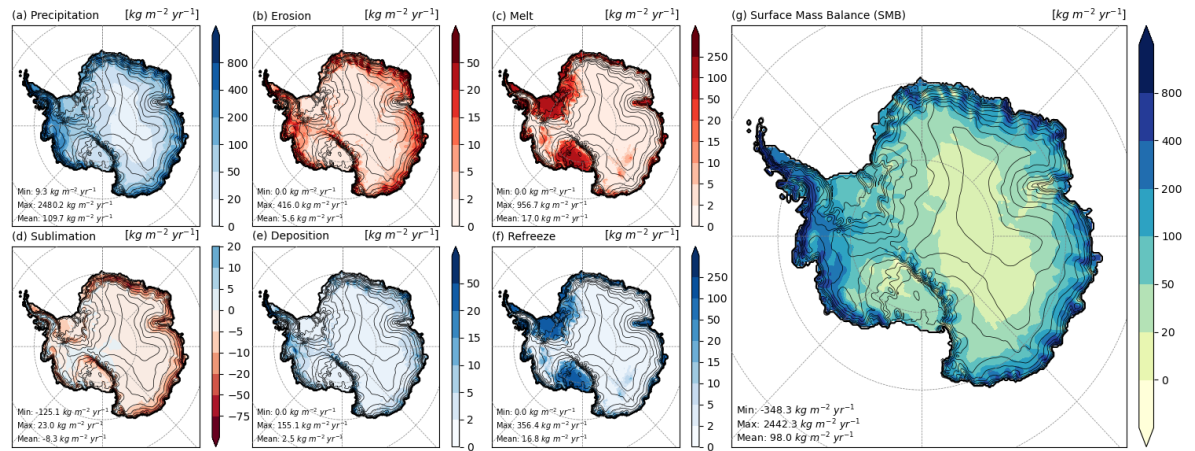 (a) Precipitation [kg m⁻² yr⁻¹]
800
400
200
100
50
20
0
Min: 9.3 kg m⁻² yr⁻¹
Max: 2480.2 kg m⁻² yr⁻¹
Mean: 109.7 kg m⁻² yr⁻¹
(b) Erosion [kg m⁻² yr⁻¹]
50
20
15
10
5
2
0
Min: 0.0 kg m⁻² yr⁻¹
Max: 416.0 kg m⁻² yr⁻¹
Mean: 5.6 kg m⁻² yr⁻¹
(c) Melt [kg m⁻² yr⁻¹]
250
100
50
20
15
10
5
2
0
Min: 0.0 kg m⁻² yr⁻¹
Max: 956.7 kg m⁻² yr⁻¹
Mean: 17.0 kg m⁻² yr⁻¹
(d) Sublimation [kg m⁻² yr⁻¹]
20
15
10
5
0
−5
−10
−20
−50
−75
Min: -125.1 kg m⁻² yr⁻¹
Max: 23.0 kg m⁻² yr⁻¹
Mean: -8.3 kg m⁻² yr⁻¹
(e) Deposition [kg m⁻² yr⁻¹]
50
20
15
10
5
2
0
Min: 0.0 kg m⁻² yr⁻¹
Max: 155.1 kg m⁻² yr⁻¹
Mean: 2.5 kg m⁻² yr⁻¹
(f) Refreeze [kg m⁻² yr⁻¹]
250
100
50
20
15
10
5
2
0
Min: 0.0 kg m⁻² yr⁻¹
Max: 356.4 kg m⁻² yr⁻¹
Mean: 16.8 kg m⁻² yr⁻¹
(g) Surface Mass Balance (SMB) [kg m⁻² yr⁻¹]
800
400
200
100
50
20
0
Min: -348.3 kg m⁻² yr⁻¹
Max: 2442.3 kg m⁻² yr⁻¹
Mean: 98.0 kg m⁻² yr⁻¹